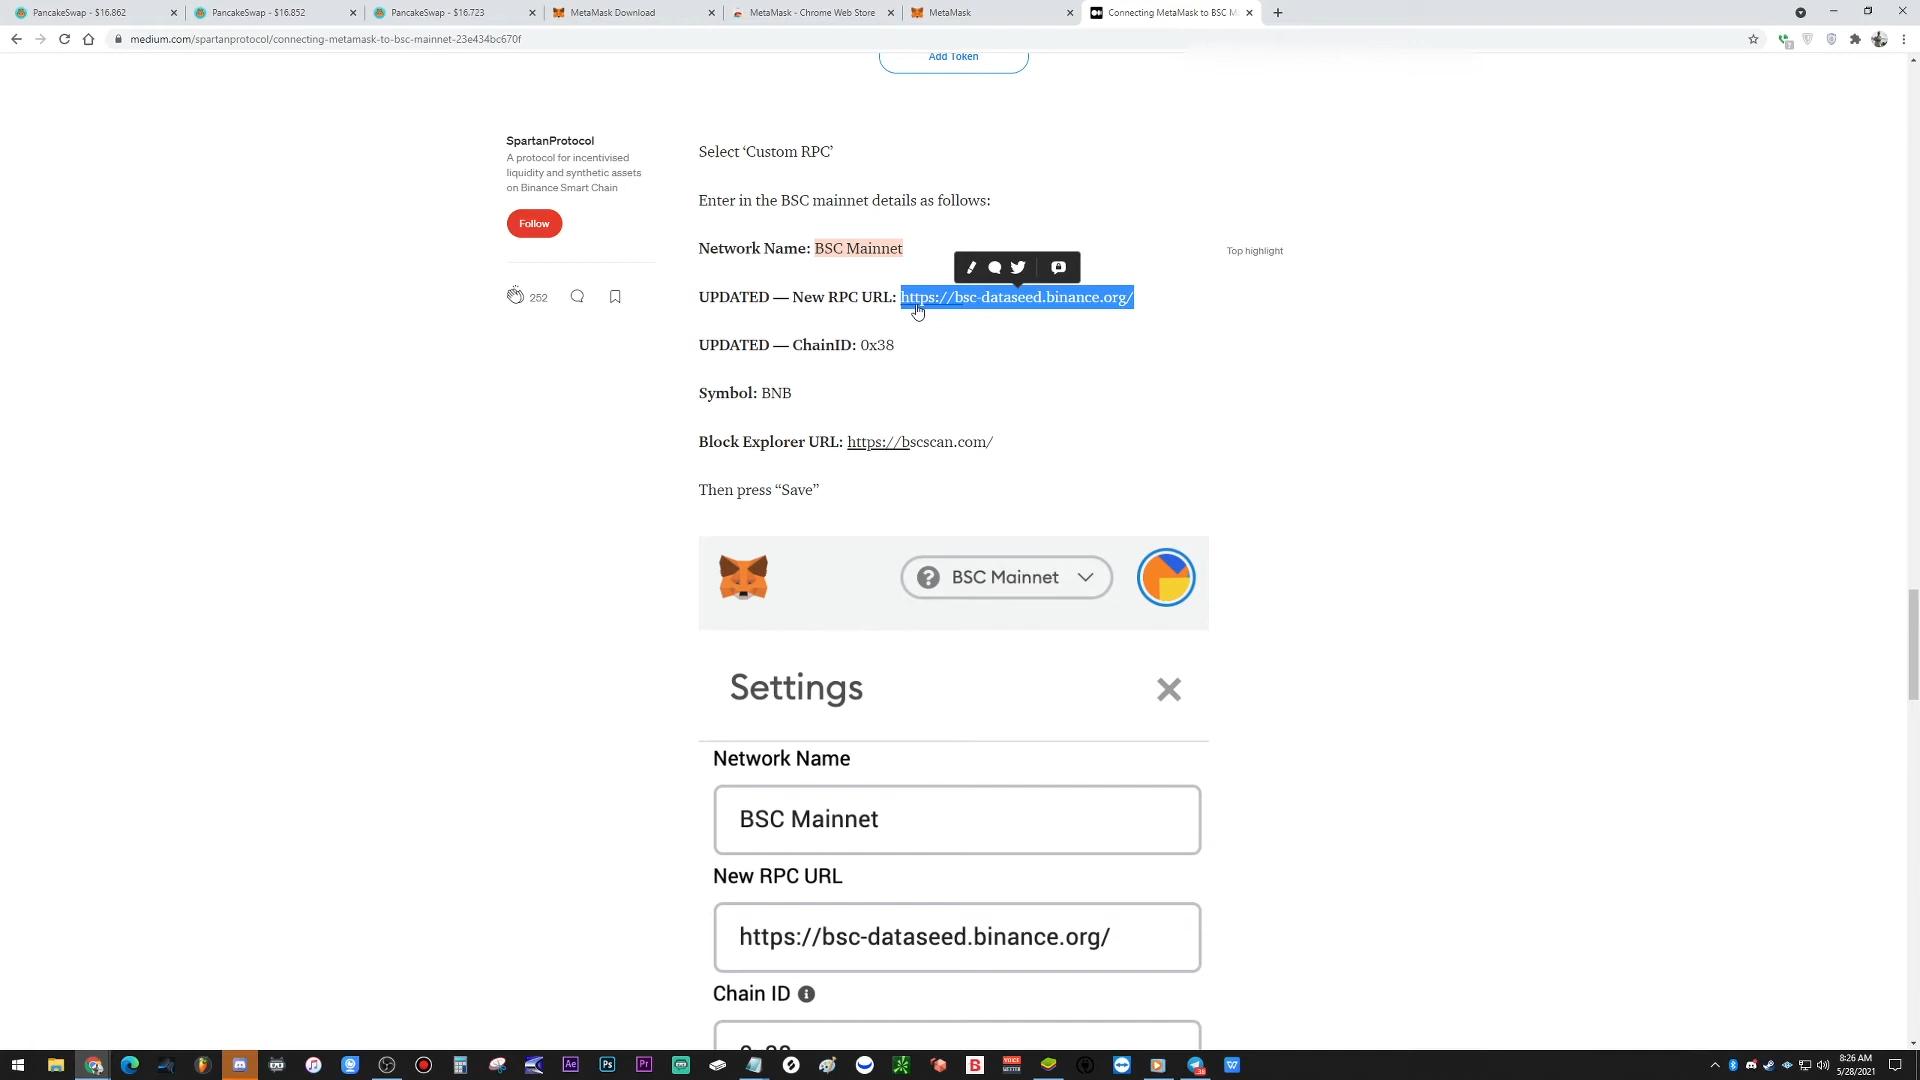 PancakeSwap - $16.862
PancakeSwap - $16.852
PancakeSwap - $16.723
MetaMask Download
MetaMask - Chrome Web Store
MetaMask
Connecting MetaMask to BSC M
medium.com/spartanprotocol/connecting-metamask-to-bsc-mainnet-23e434bc670f
Add Token
SpartanProtocol
A protocol for incentivised
liquidity and synthetic assets
on Binance Smart Chain
Follow
252
Select ‘Custom RPC’
Enter in the BSC mainnet details as follows:
Network Name: BSC Mainnet
Top highlight
UPDATED — New RPC URL: https://bsc-dataseed.binance.org/
UPDATED — ChainID: 0x38
Symbol: BNB
Block Explorer URL: https://bscscan.com/
Then press “Save”
BSC Mainnet
Settings
Network Name
BSC Mainnet
New RPC URL
https://bsc-dataseed.binance.org/
Chain ID
Ae
Ps
Pr
B
8:26 AM
5/28/2021